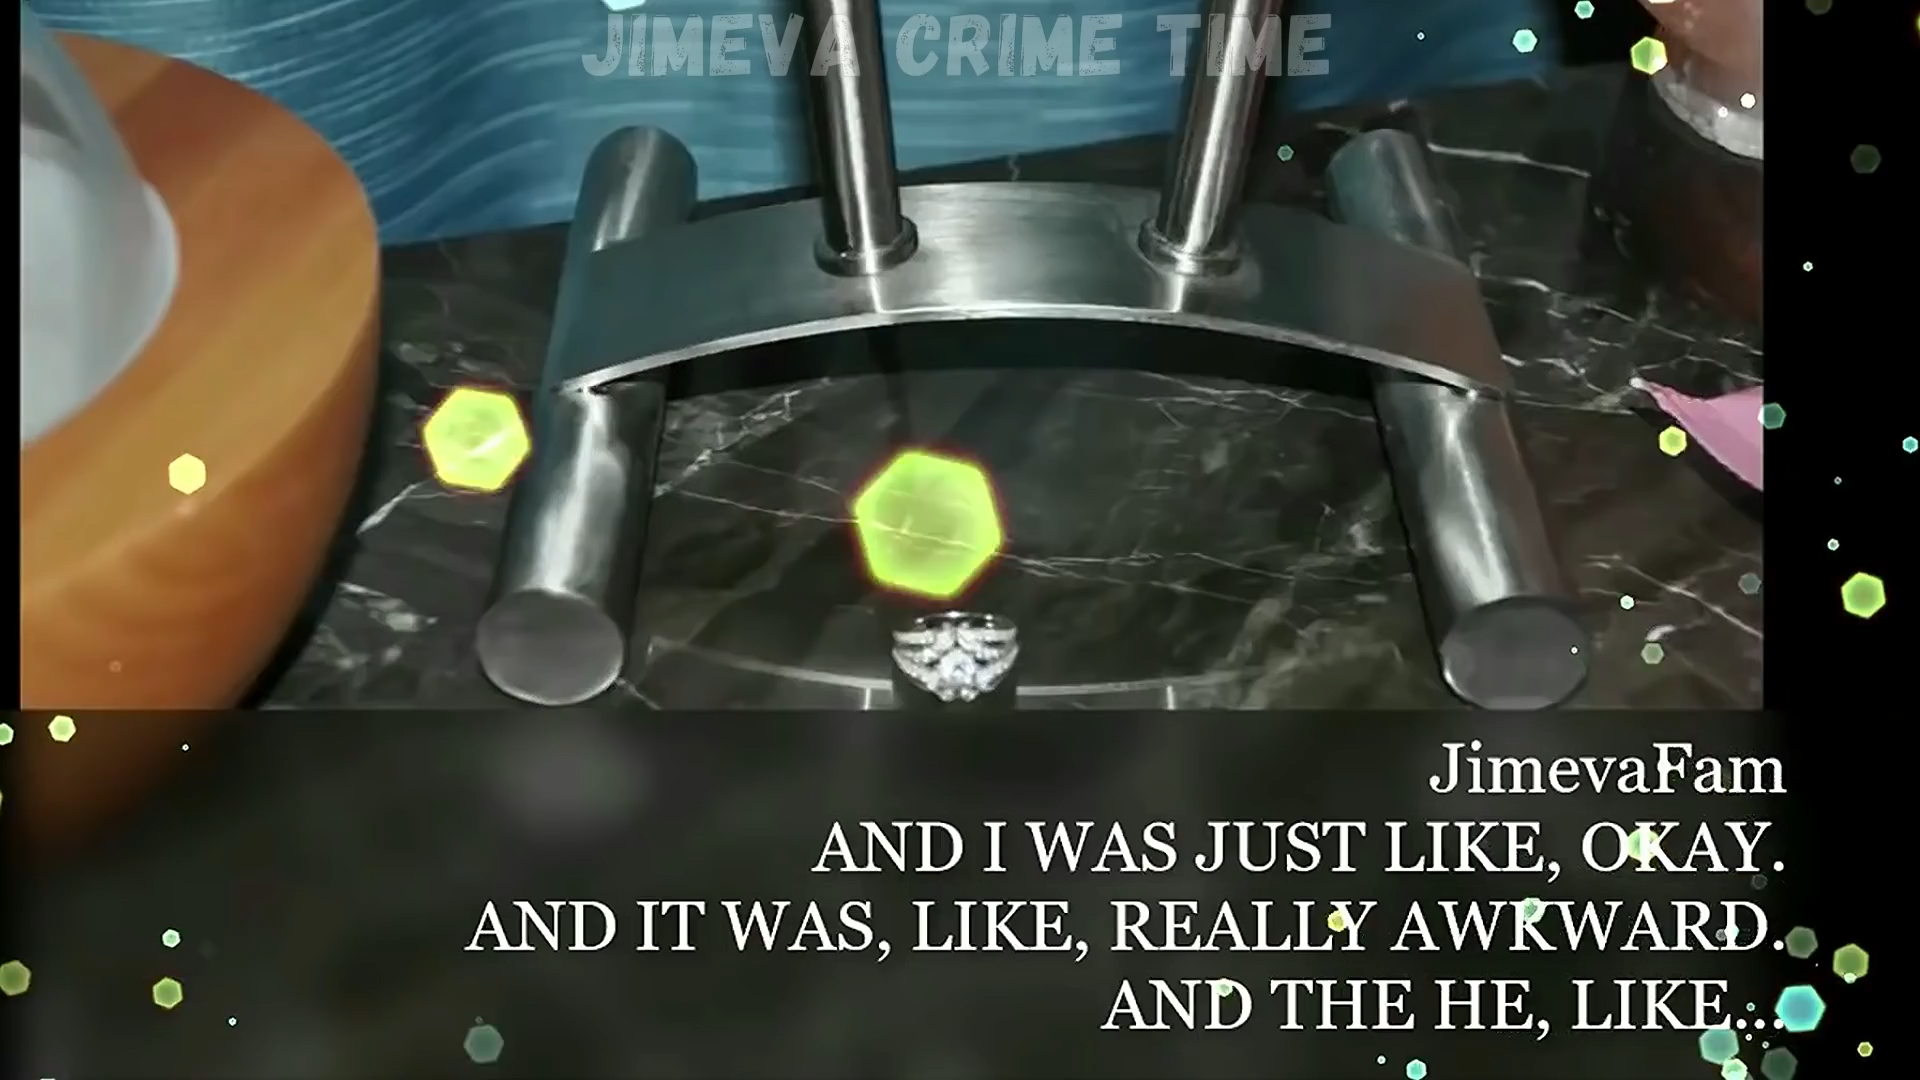 JIMEVA CRIME TIME
JimevaFam
AND I WAS JUST LIKE, OKAY.
AND IT WAS, LIKE, REALLY AWKWARD.
AND THE HE, LIKE...